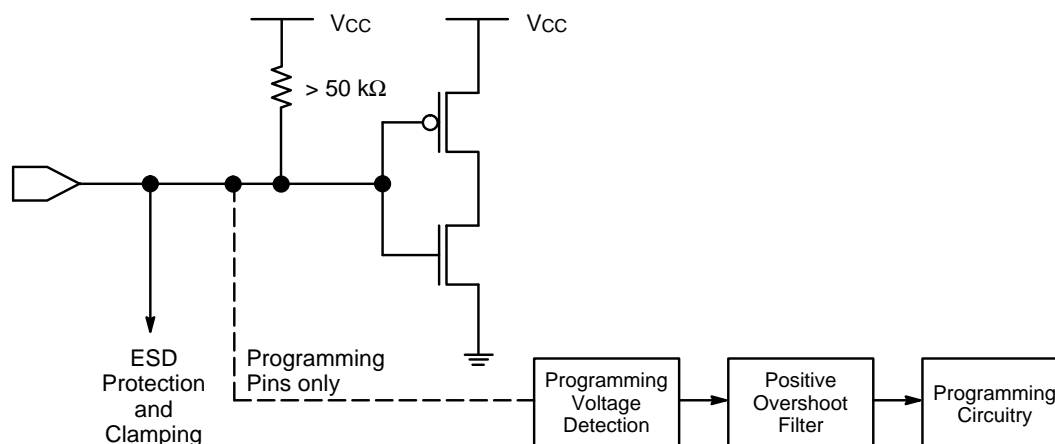 VCC
VCC
> 50 kΩ
ESD
Protection
and
Clamping
Programming
Pins only
Programming
Voltage
Detection
Positive
Overshoot
Filter
Programming
Circuitry